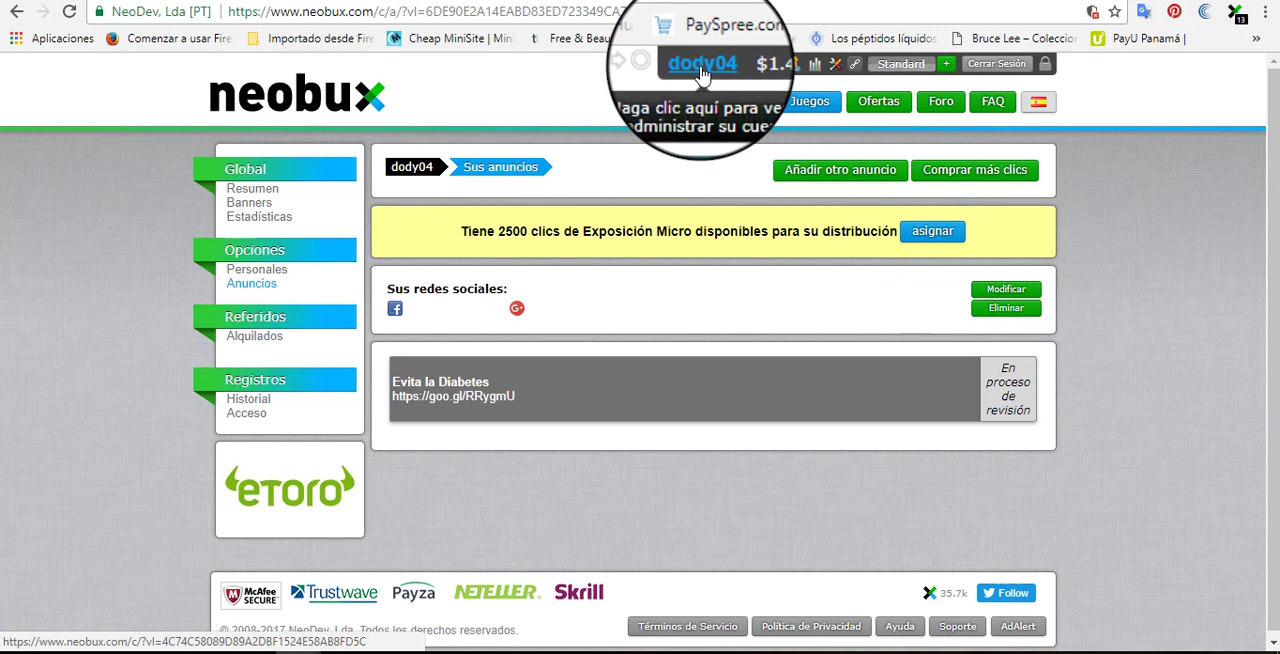 NeoDev, Lda [PT] https://www.neobux.com/c/a/?vl=6DE90E2A14EABD83ED723349CA7
Aplicaciones Comenzar a usar Fire Importado desde Fire Cheap MiniSite | Mini Free & Beau PaySpree.com Los péptidos líquidos Bruce Lee – Coleccion PayU Panamá | »
13
dody04 $1.4 Standard + Cerrar Sesión
Haga clic aquí para ve
administrar su cue
neobux
Juegos Ofertas Foro FAQ
Global
Resumen
Banners
Estadísticas
Opciones
Personales
Anuncios
Referidos
Alquilados
Registros
Historial
Acceso
eToro
dody04 Sus anuncios Añadir otro anuncio Comprar más clics
Tiene 2500 clics de Exposición Micro disponibles para su distribución asignar
Sus redes sociales:
Modificar
Eliminar
Evita la Diabetes
https://goo.gl/RRygmU
En
proceso
de
revisión
McAfee SECURE Trustwave Payza NETELLER Skrill 35.7k Follow
© 2008-2017 NeoDev, Lda. Todos los derechos reservados.
Términos de Servicio Política de Privacidad Ayuda Soporte AdAlert
https://www.neobux.com/c/?vl=4C74C58089D89A2DBF1524E58AB8FD5C